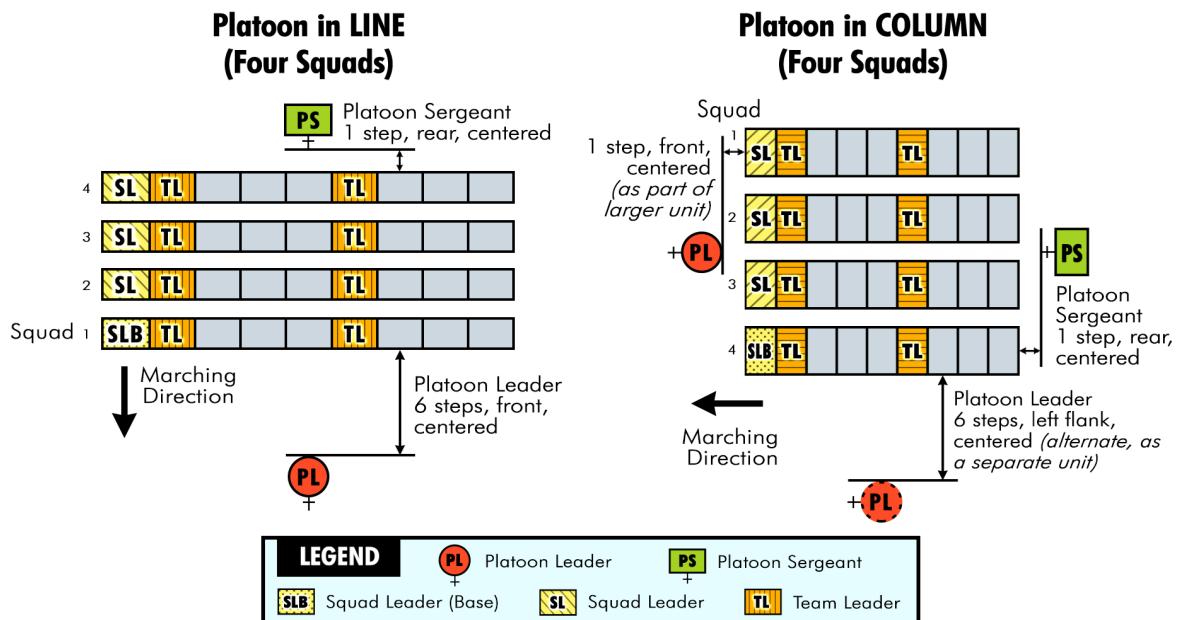 Platoon in LINE
(Four Squads)
PS
Platoon Sergeant
1 step, rear, centered
4 SL TL TL
3 SL TL TL
2 SL TL TL
Squad 1 SLB TL TL
Marching
Direction
Platoon Leader
6 steps, front,
centered
PL
Platoon in COLUMN
(Four Squads)
Squad
1 SL TL TL
1 step, front,
centered
(as part of
larger unit)
2 SL TL TL
PL
PS
3 SL TL TL
Platoon
Sergeant
1 step, rear,
centered
4 SLB TL TL
Marching
Direction
Platoon Leader
6 steps, left flank,
centered (alternate, as
a separate unit)
PL
LEGEND
PL Platoon Leader
PS Platoon Sergeant
SLB Squad Leader (Base)
SL Squad Leader
TL Team Leader